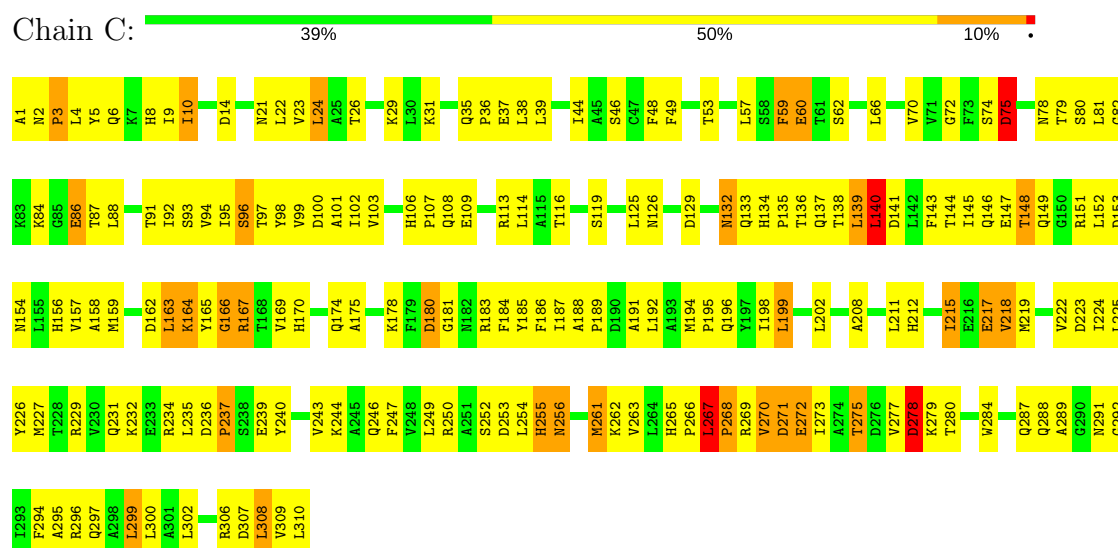 Chain C:
39% 50% 10% •
A1 N2 P3 L4 Y5 Q6 K7 H8 I9 I10 D14 N21 L22 V23 L24 A25 T26 K29 L30 K31 Q35 P36 E37 L38 L39 I44 A45 S46 C47 F48 F49 T53 L57 S58 F59 E60 T61 S62 L66 V70 V71 G72 F73 S74 D75 N78 T79 S80 L81 G82
K83 K84 G85 E86 T87 L88 T91 I92 S93 V94 I95 S96 T97 Y98 V99 D100 A101 I102 V103 H106 P107 Q108 E109 R113 L114 A115 T116 S119 L125 N126 D129 N132 Q133 H134 P135 T136 Q137 T138 L139 L140 D141 L142 F143 T144 I145 Q146 E147 T148 Q149 G150 R151 L152 D153
N154 L155 H156 V157 A158 M159 D162 L163 K164 Y165 G166 R167 T168 V169 H170 Q174 A175 K178 F179 D180 G181 N182 R183 F184 Y185 F186 I187 A188 P189 D190 A191 L192 A193 M194 P195 Q196 Y197 I198 L199 L202 A208 L211 H212 I215 E216 E217 V218 M219 V222 D223 I224 L225
Y226 M227 T228 R229 V230 Q231 K232 E233 R234 L235 D236 P237 S238 E239 Y240 V243 K244 A245 Q246 F247 V248 L249 R250 A251 S252 D253 L254 H255 N256 M261 K262 V263 L264 H265 P266 L267 P268 R269 V270 D271 E272 I273 A274 T275 D276 V277 D278 K279 T280 W284 Q287 Q288 A289 G290 N291 G292
I293 F294 A295 R296 Q297 A298 L299 L300 A301 L302 R306 D307 L308 V309 L310